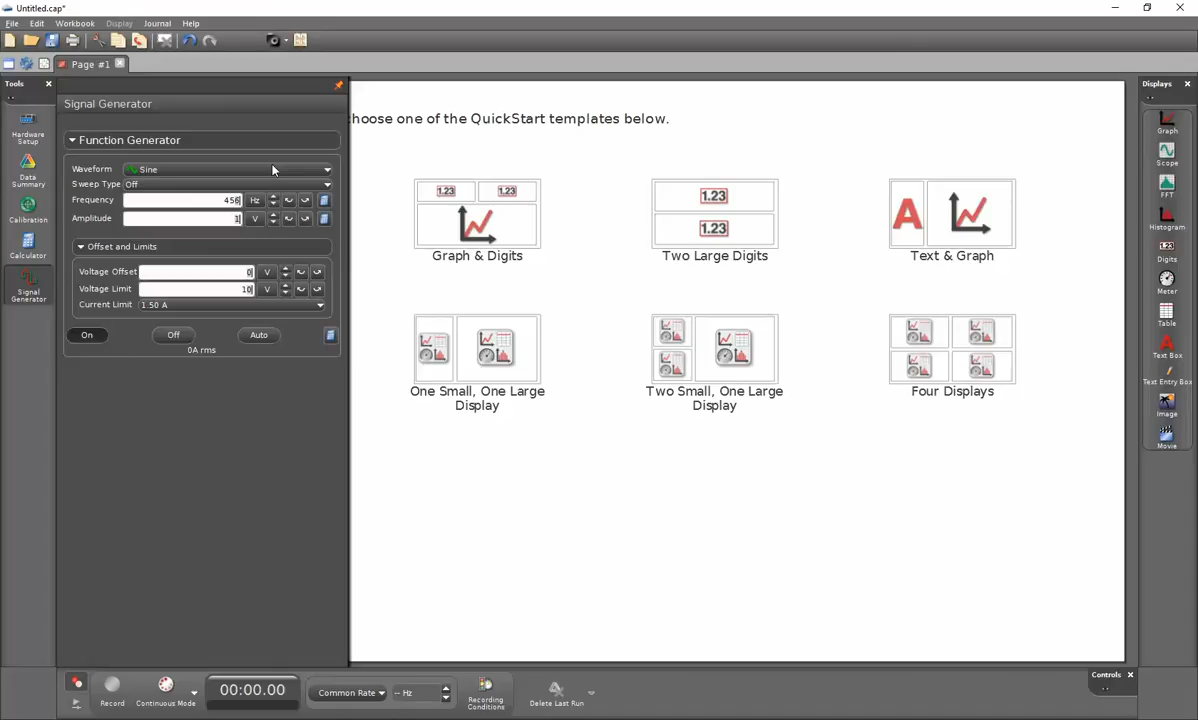 Untitled.cap*
File Edit Workbook Display Journal Help
Page #1
Tools
Signal Generator
Displays
choose one of the QuickStart templates below.
Hardware
Setup
Data
Summary
Calibration
Calculator
Signal
Generator
Function Generator
Waveform Sine
Sweep Type Off
Frequency 456 Hz
Amplitude 1 V
Offset and Limits
Voltage Offset 0 V
Voltage Limit 10 V
Current Limit 1.50 A
On Off Auto
0A rms
1.23 1.23
Graph & Digits
1.23
1.23
Two Large Digits
A
Text & Graph
One Small, One Large
Display
Two Small, One Large
Display
Four Displays
Graph
Scope
FFT
Histogram
1.23
Digits
Meter
Table
A
Text Box
Text Entry Box
Image
Movie
Record
Continuous Mode
00:00.00
Common Rate
-- Hz
Recording
Conditions
Delete Last Run
Controls